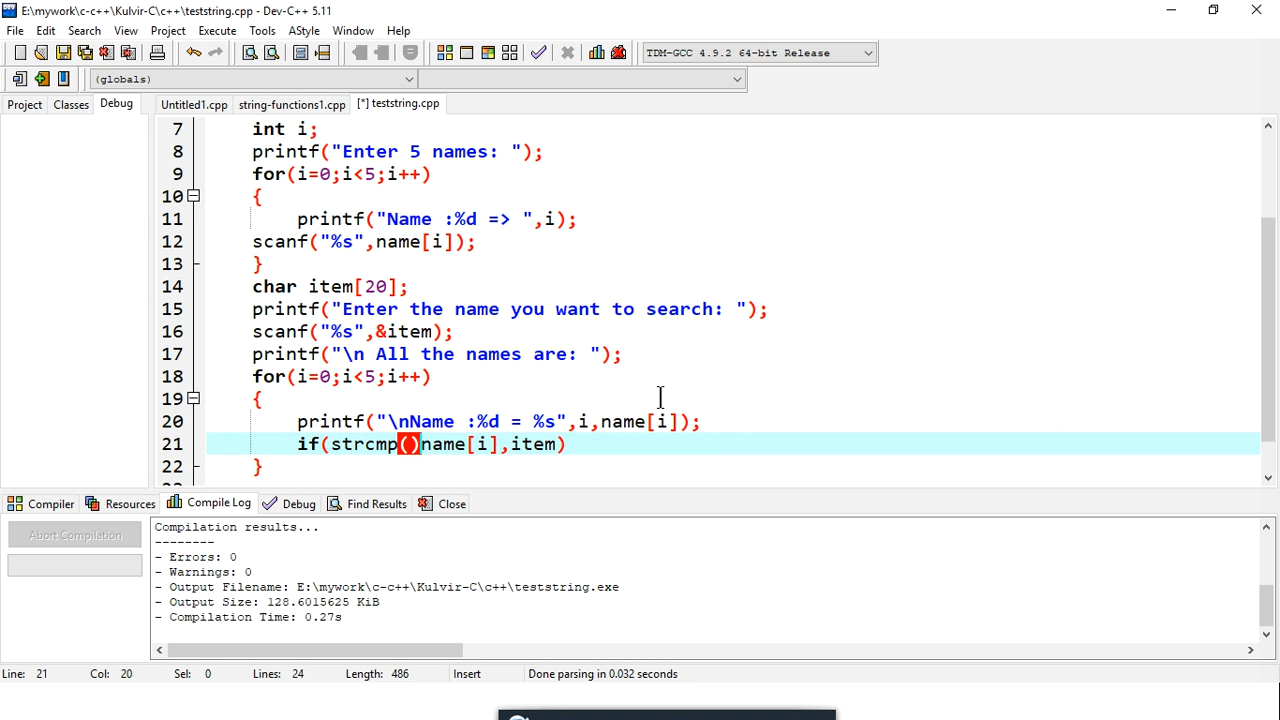 E:\mywork\c-c++\Kulvir-C\c++\teststring.cpp - Dev-C++ 5.11
File Edit Search View Project Execute Tools AStyle Window Help
TDM-GCC 4.9.2 64-bit Release
(globals)
Project Classes Debug Untitled1.cpp string-functions1.cpp [*] teststring.cpp
7 int i;
8 printf("Enter 5 names: ");
9 for(i=0;i<5;i++)
10 {
11 printf("Name :%d => ",i);
12 scanf("%s",name[i]);
13 }
14 char item[20];
15 printf("Enter the name you want to search: ");
16 scanf("%s",&item);
17 printf("\n All the names are: ");
18 for(i=0;i<5;i++)
19 {
20 printf("\nName :%d = %s",i,name[i]);
21 if(strcmp()name[i],item)
22 }
Compiler Resources Compile Log Debug Find Results Close
Abort Compilation
Compilation results...
--------
- Errors: 0
- Warnings: 0
- Output Filename: E:\mywork\c-c++\Kulvir-C\c++\teststring.exe
- Output Size: 128.6015625 KiB
- Compilation Time: 0.27s
Line: 21 Col: 20 Sel: 0 Lines: 24 Length: 486 Insert Done parsing in 0.032 seconds